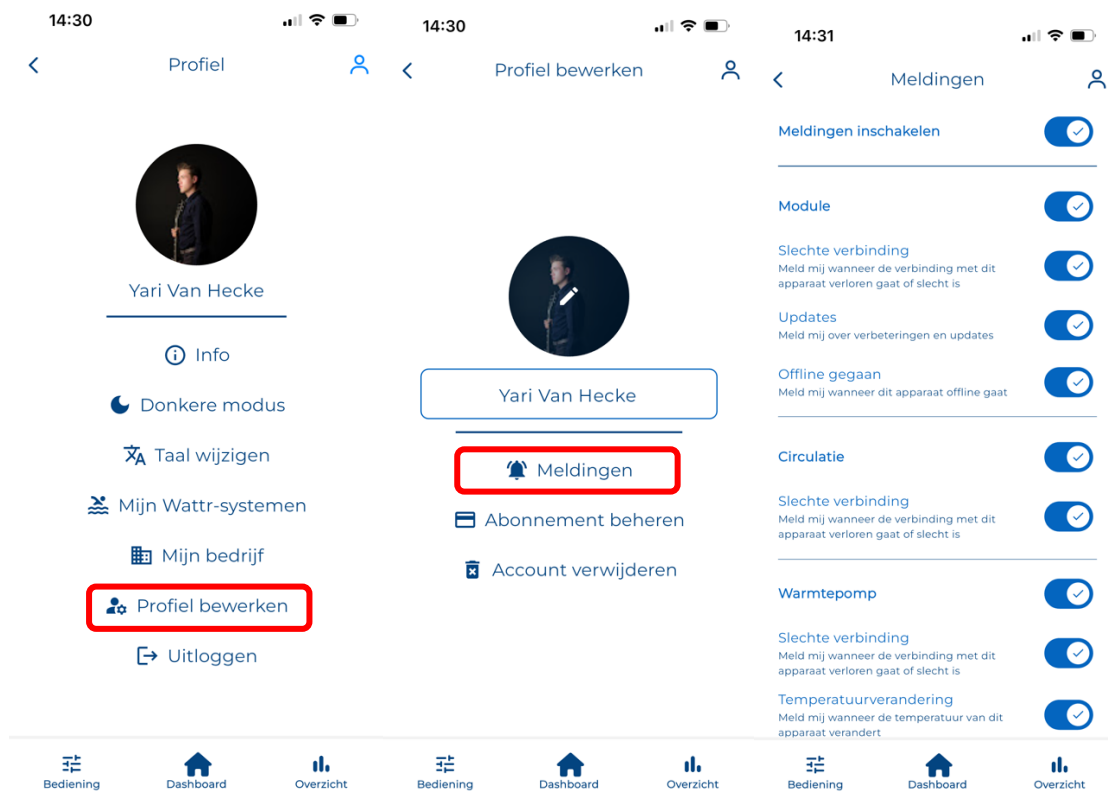 14:30
Profiel
Yari Van Hecke
Info
Donkere modus
Taal wijzigen
Mijn Wattr-systemen
Mijn bedrijf
Profiel bewerken
Uitloggen
Bediening
Dashboard
Overzicht
14:30
Profiel bewerken
Yari Van Hecke
Meldingen
Abonnement beheren
Account verwijderen
Bediening
Dashboard
Overzicht
14:31
Meldingen
Meldingen inschakelen
Module
Slechte verbinding
Meld mij wanneer de verbinding met dit
apparaat verloren gaat of slecht is
Updates
Meld mij over verbeteringen en updates
Offline gegaan
Meld mij wanneer dit apparaat offline gaat
Circulatie
Slechte verbinding
Meld mij wanneer de verbinding met dit
apparaat verloren gaat of slecht is
Warmtepomp
Slechte verbinding
Meld mij wanneer de verbinding met dit
apparaat verloren gaat of slecht is
Temperatuurverandering
Meld mij wanneer de temperatuur van dit
apparaat verandert
Bediening
Dashboard
Overzicht